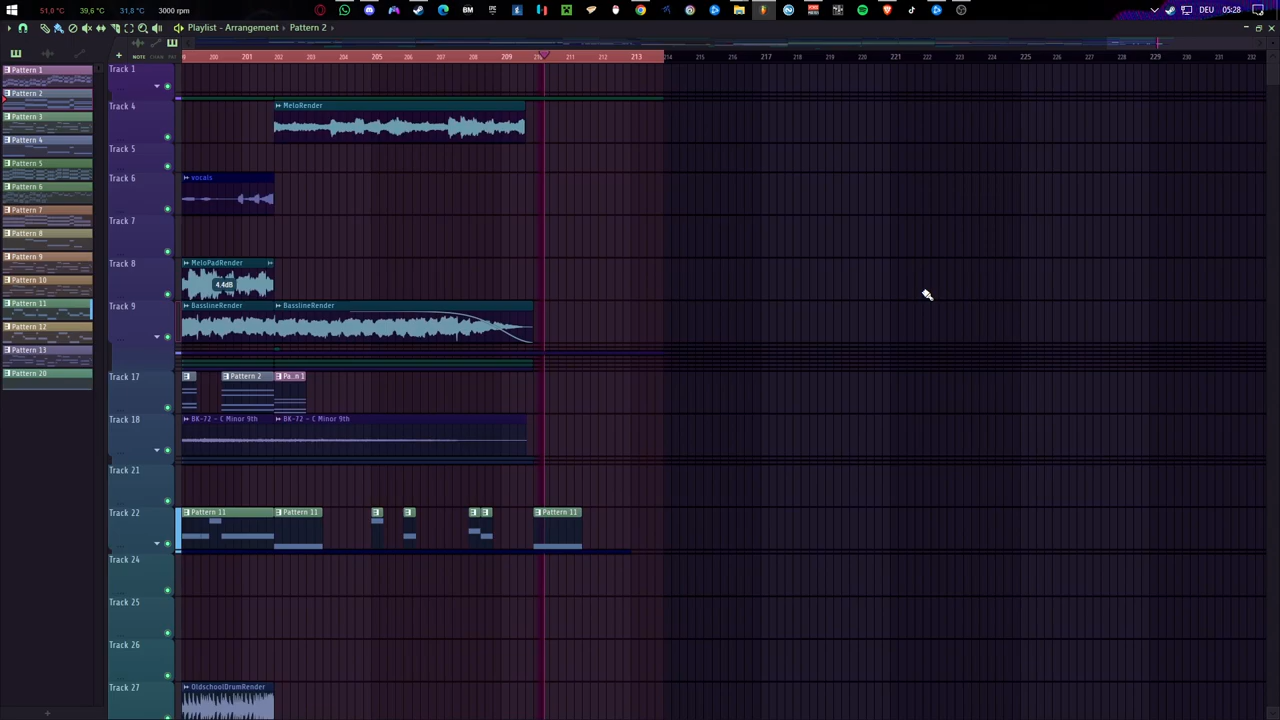 51,0 °C 39,6 °C 31,8 °C 3000 rpm
DEU 05:28
Playlist - Arrangement › Pattern 2 ›
NOTE
200 201 202 203 204 205 206 207 208 209 211 212 213 214 215 216 217 218 219 220 221 222 223 224 225 226 227 228 229 230 231 232
Pattern 1
Pattern 2
Pattern 3
Pattern 4
Pattern 5
Pattern 6
Pattern 7
Pattern 8
Pattern 9
Pattern 10
Pattern 11
Pattern 12
Pattern 13
Pattern 20
Track 1
Track 4
MeloRender
Track 5
Track 6
vocals
Track 7
Track 8
MeloPadRender
4.4dB
Track 9
BasslineRender
BasslineRender
Track 17
Pattern 2
Pa..n 1
Track 18
BK-72 - C Minor 9th
BK-72 - C Minor 9th
Track 21
Track 22
Pattern 11
Pattern 11
Pattern 11
Track 24
Track 25
Track 26
Track 27
OldschoolDrumRender